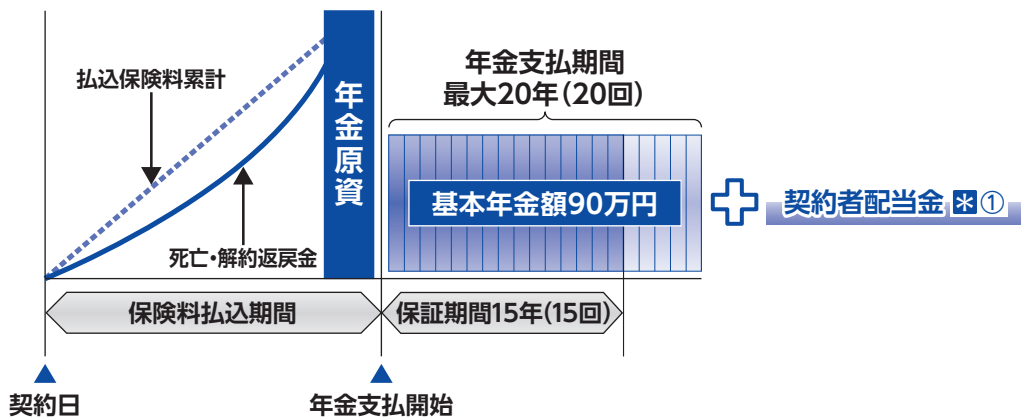 払込保険料累計
年金原資
死亡・解約返戻金
年金支払期間
最大20年(20回)
基本年金額90万円
契約者配当金 *①
保険料払込期間
保証期間15年(15回)
契約日
年金支払開始